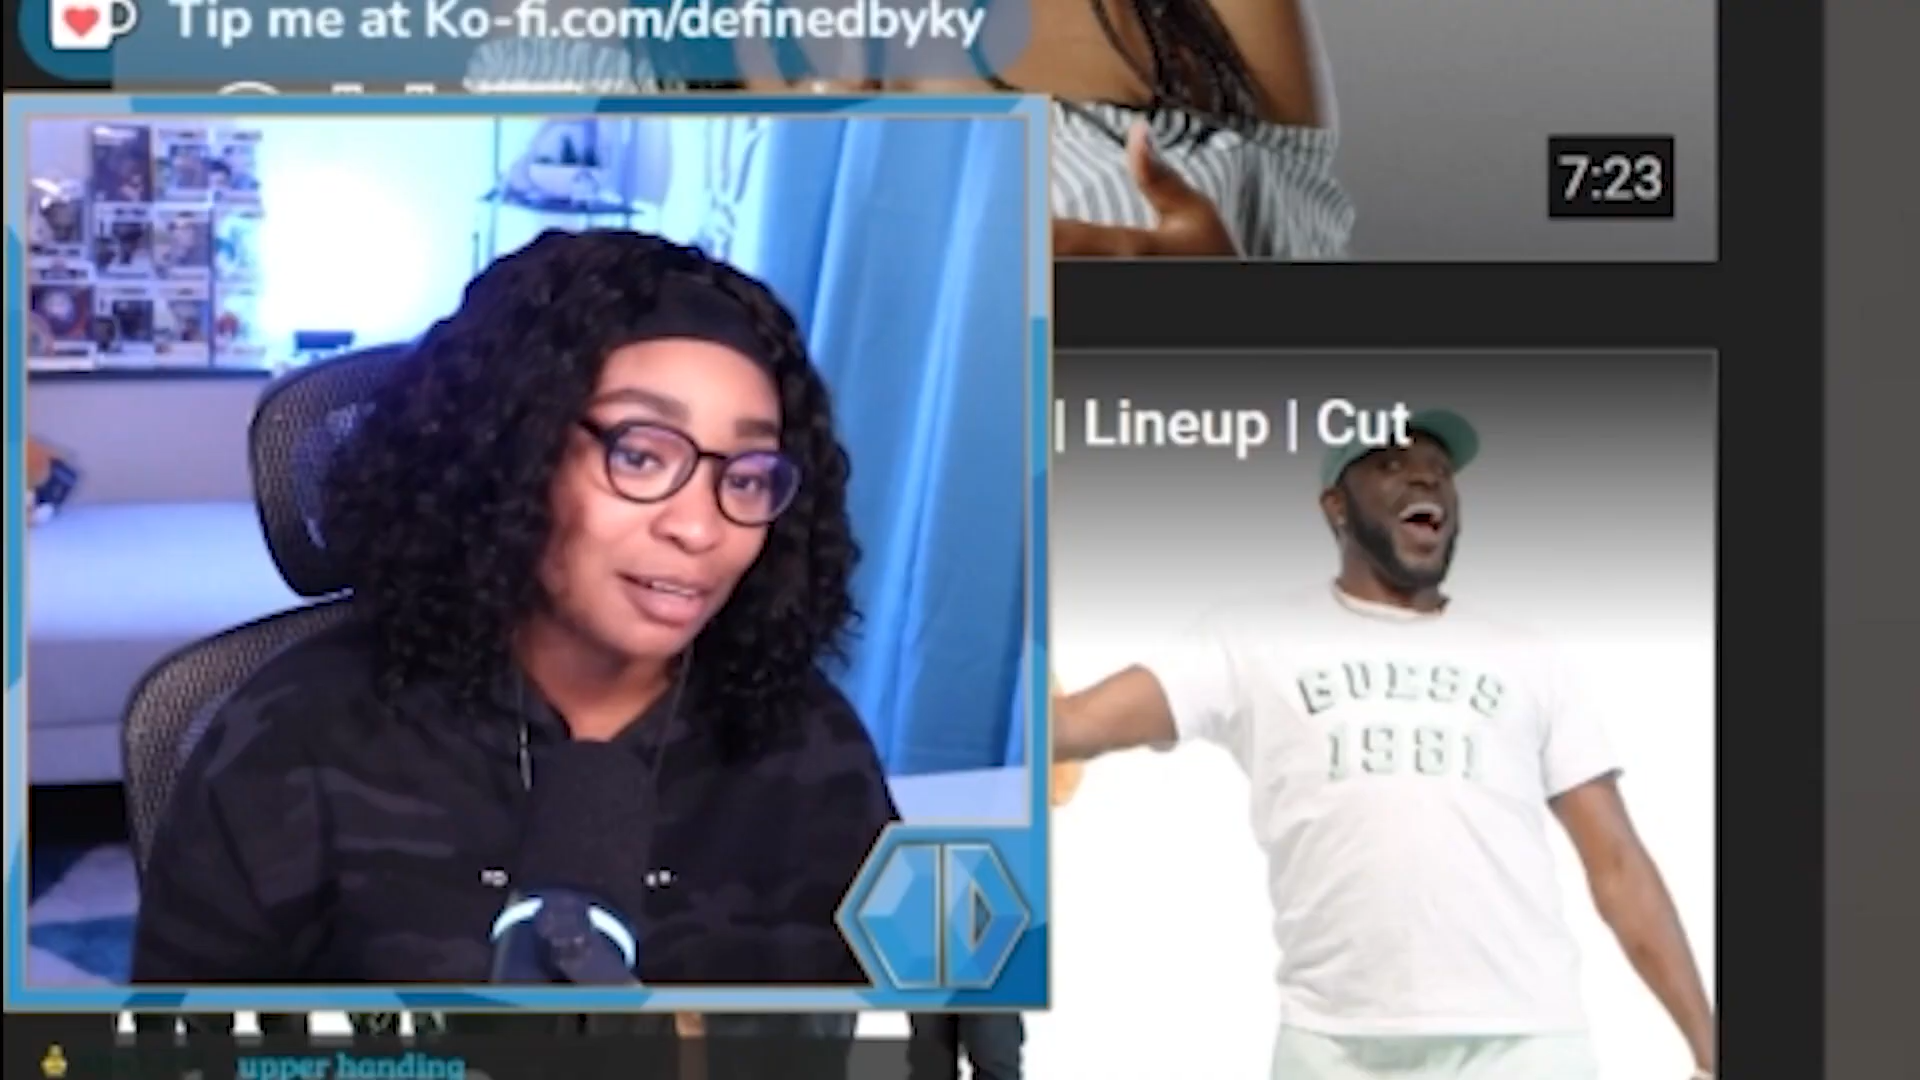 Tip me at Ko-fi.com/definedbyky
7:23
| Lineup | Cut
GUESS
1981
upper handing